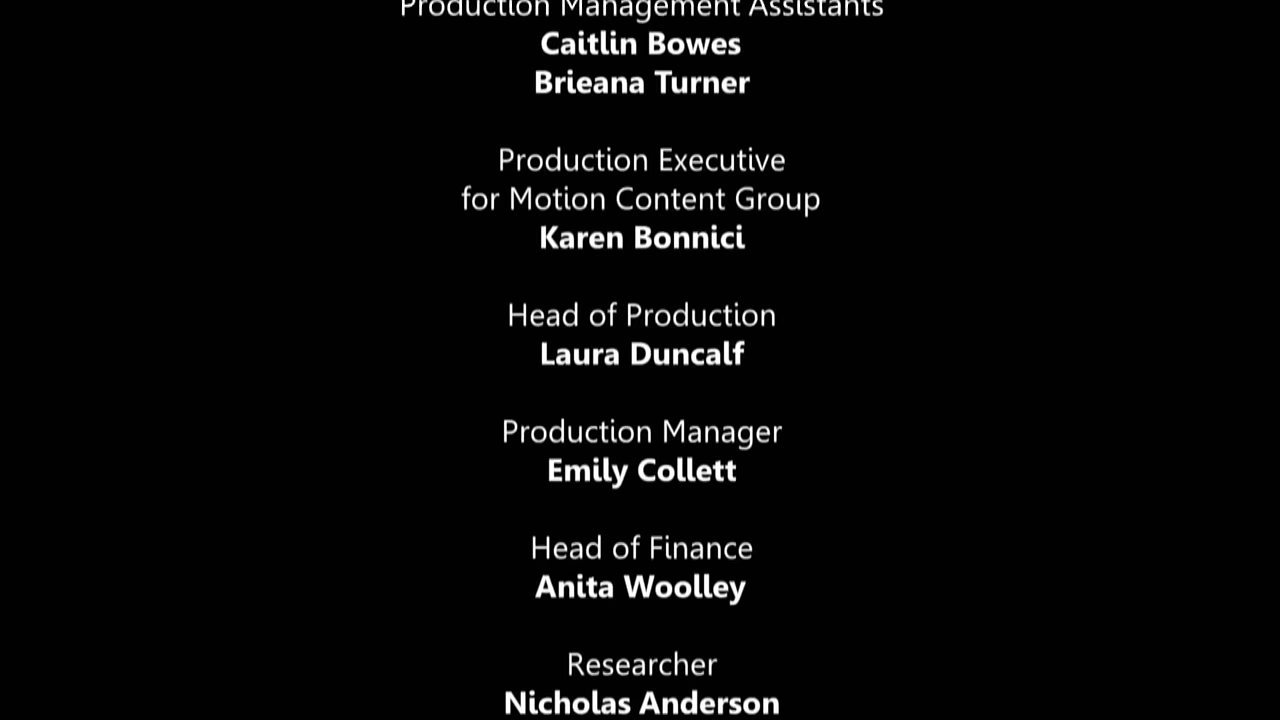 Production Management Assistants
Caitlin Bowes
Brieana Turner
Production Executive
for Motion Content Group
Karen Bonnici
Head of Production
Laura Duncalf
Production Manager
Emily Collett
Head of Finance
Anita Woolley
Researcher
Nicholas Anderson